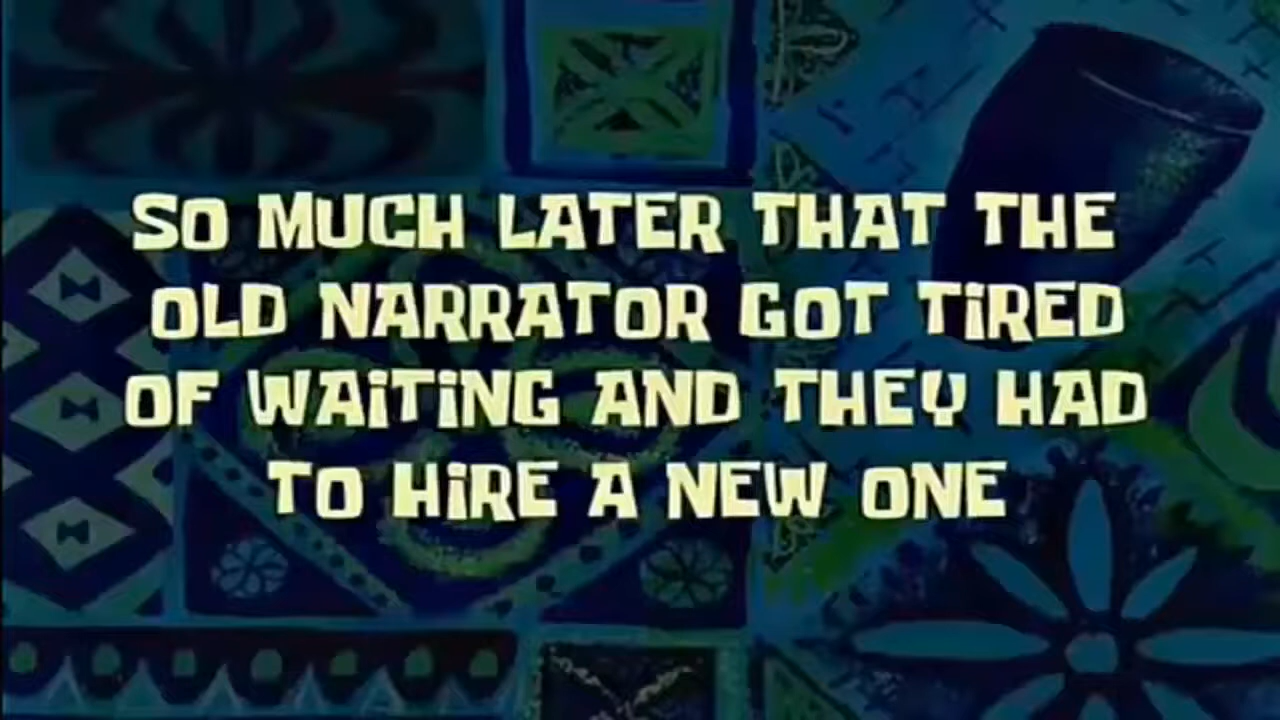 SO MUCH LATER THAT THE
OLD NARRATOR GOT TiRED
OF WAiTiNG AND THEY HAD
TO HiRE A NEW ONE